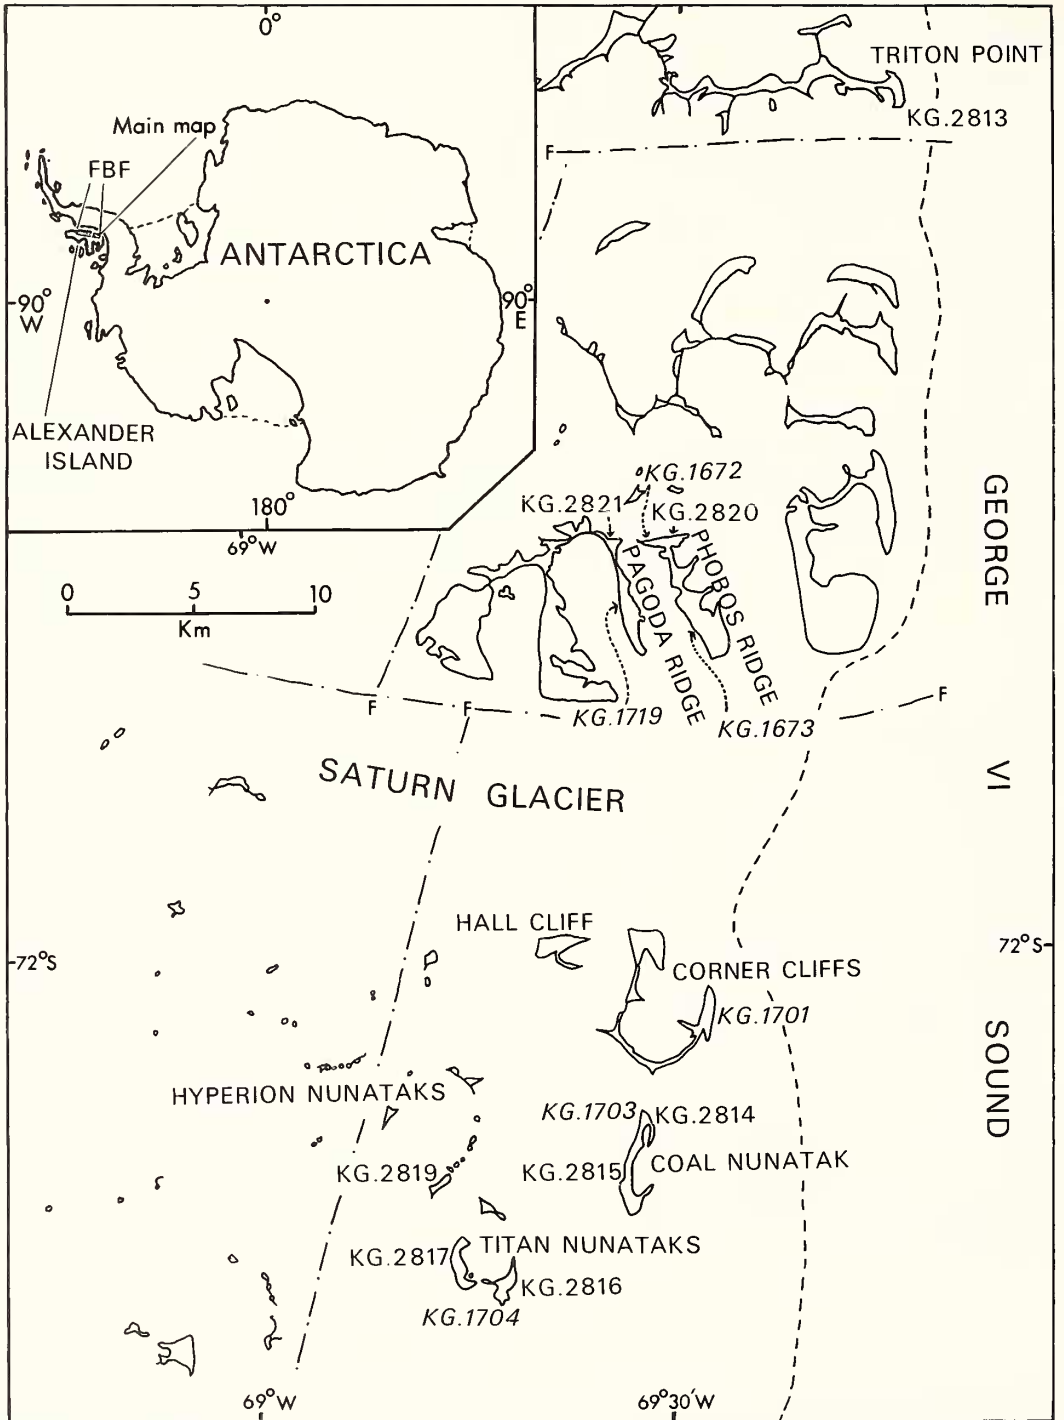 0°
Main map
FBF
ANTARCTICA
90°
W
90°
E
ALEXANDER
ISLAND
180°
69°W
0 5 10
Km
TRITON POINT
KG.2813
F
KG.1672
KG.2821
KG.2820
PAGODA RIDGE
PHOBOS RIDGE
KG.1719
KG.1673
F
F
F
GEORGE
VI
SOUND
SATURN GLACIER
HALL CLIFF
72°S
72°S
CORNER CLIFFS
KG.1701
HYPERION NUNATAKS
KG.1703
KG.2814
KG.2819
KG.2815
COAL NUNATAK
TITAN NUNATAKS
KG.2817
KG.2816
KG.1704
69°W
69°30'W